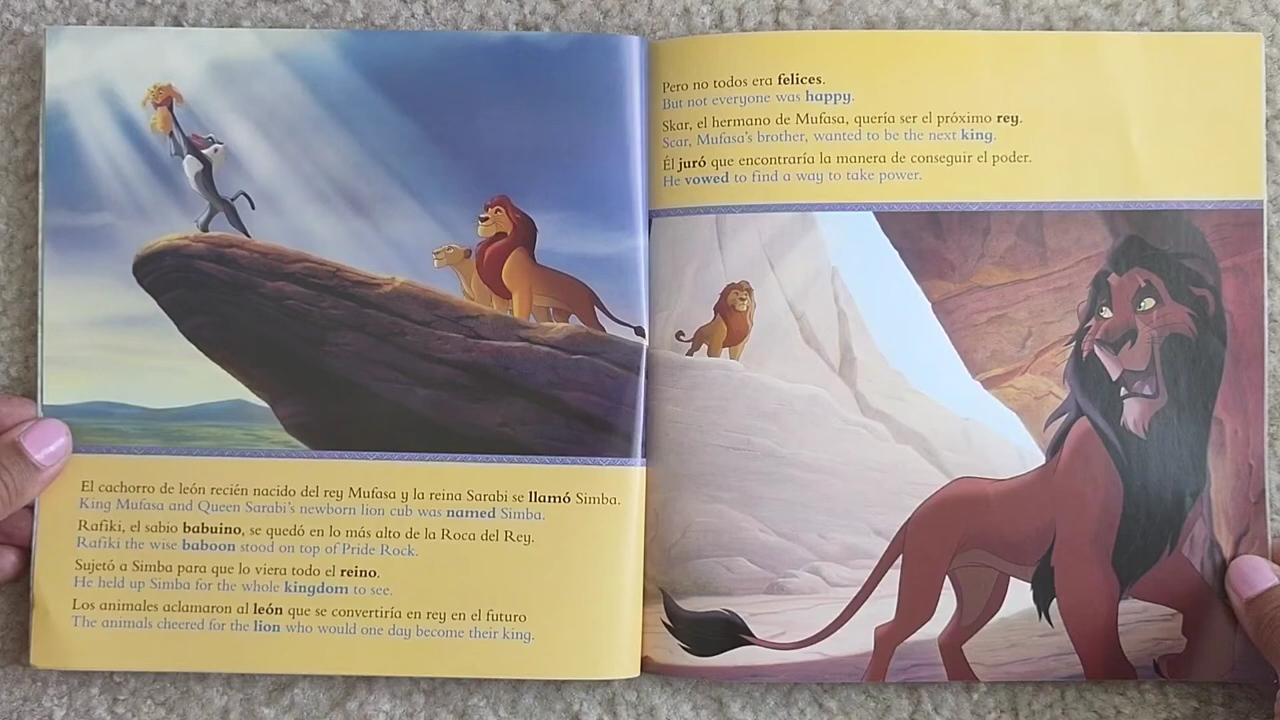 El cachorro de león recién nacido del rey Mufasa y la reina Sarabi se llamó Simba.
King Mufasa and Queen Sarabi's newborn lion cub was named Simba.
Rafiki, el sabio babuino, se quedó en lo más alto de la Roca del Rey.
Rafiki the wise baboon stood on top of Pride Rock.
Sujetó a Simba para que lo viera todo el reino.
He held up Simba for the whole kingdom to see.
Los animales aclamaron al león que se convertiría en rey en el futuro
The animals cheered for the lion who would one day become their king.
Pero no todos era felices.
But not everyone was happy.
Skar, el hermano de Mufasa, quería ser el próximo rey.
Scar, Mufasa's brother, wanted to be the next king.
Él juró que encontraría la manera de conseguir el poder.
He vowed to find a way to take power.